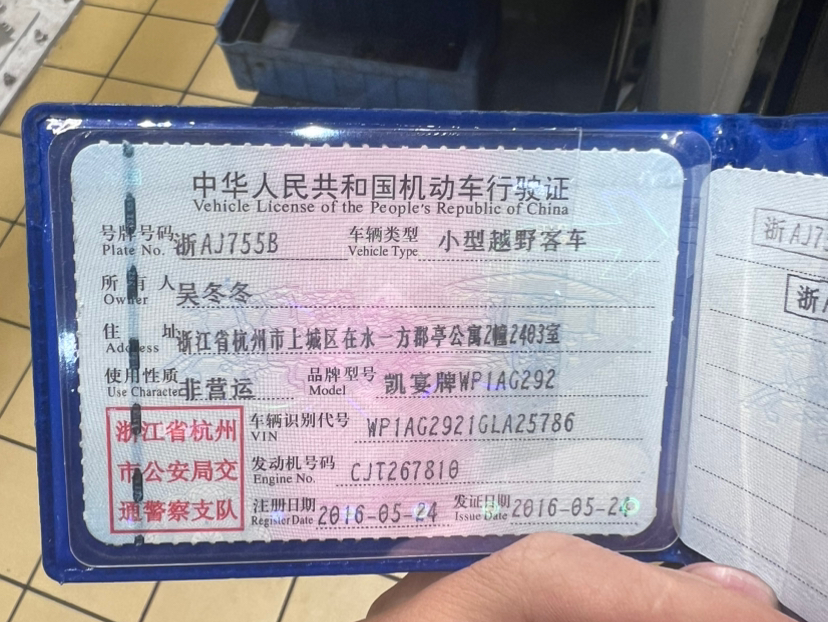 中华人民共和国机动车行驶证
Vehicle License of the People's Republic of China
号牌号码 浙AJ755B 车辆类型 小型越野客车
Plate No. Vehicle Type
所有人 吴冬冬
Owner
住址 浙江省杭州市上城区在水一方郡亭公寓2幢2403室
Address
使用性质 非营运 品牌型号 凯宴牌WP1AG292
Use Character Model
浙江省杭州
市公安局交
通警察支队
车辆识别代号 WP1AG2921GLA25786
VIN
发动机号码 CJT267810
Engine No.
注册日期 2016-05-24 发证日期 2016-05-24
Register Date Issue Date
浙AJ7
浙